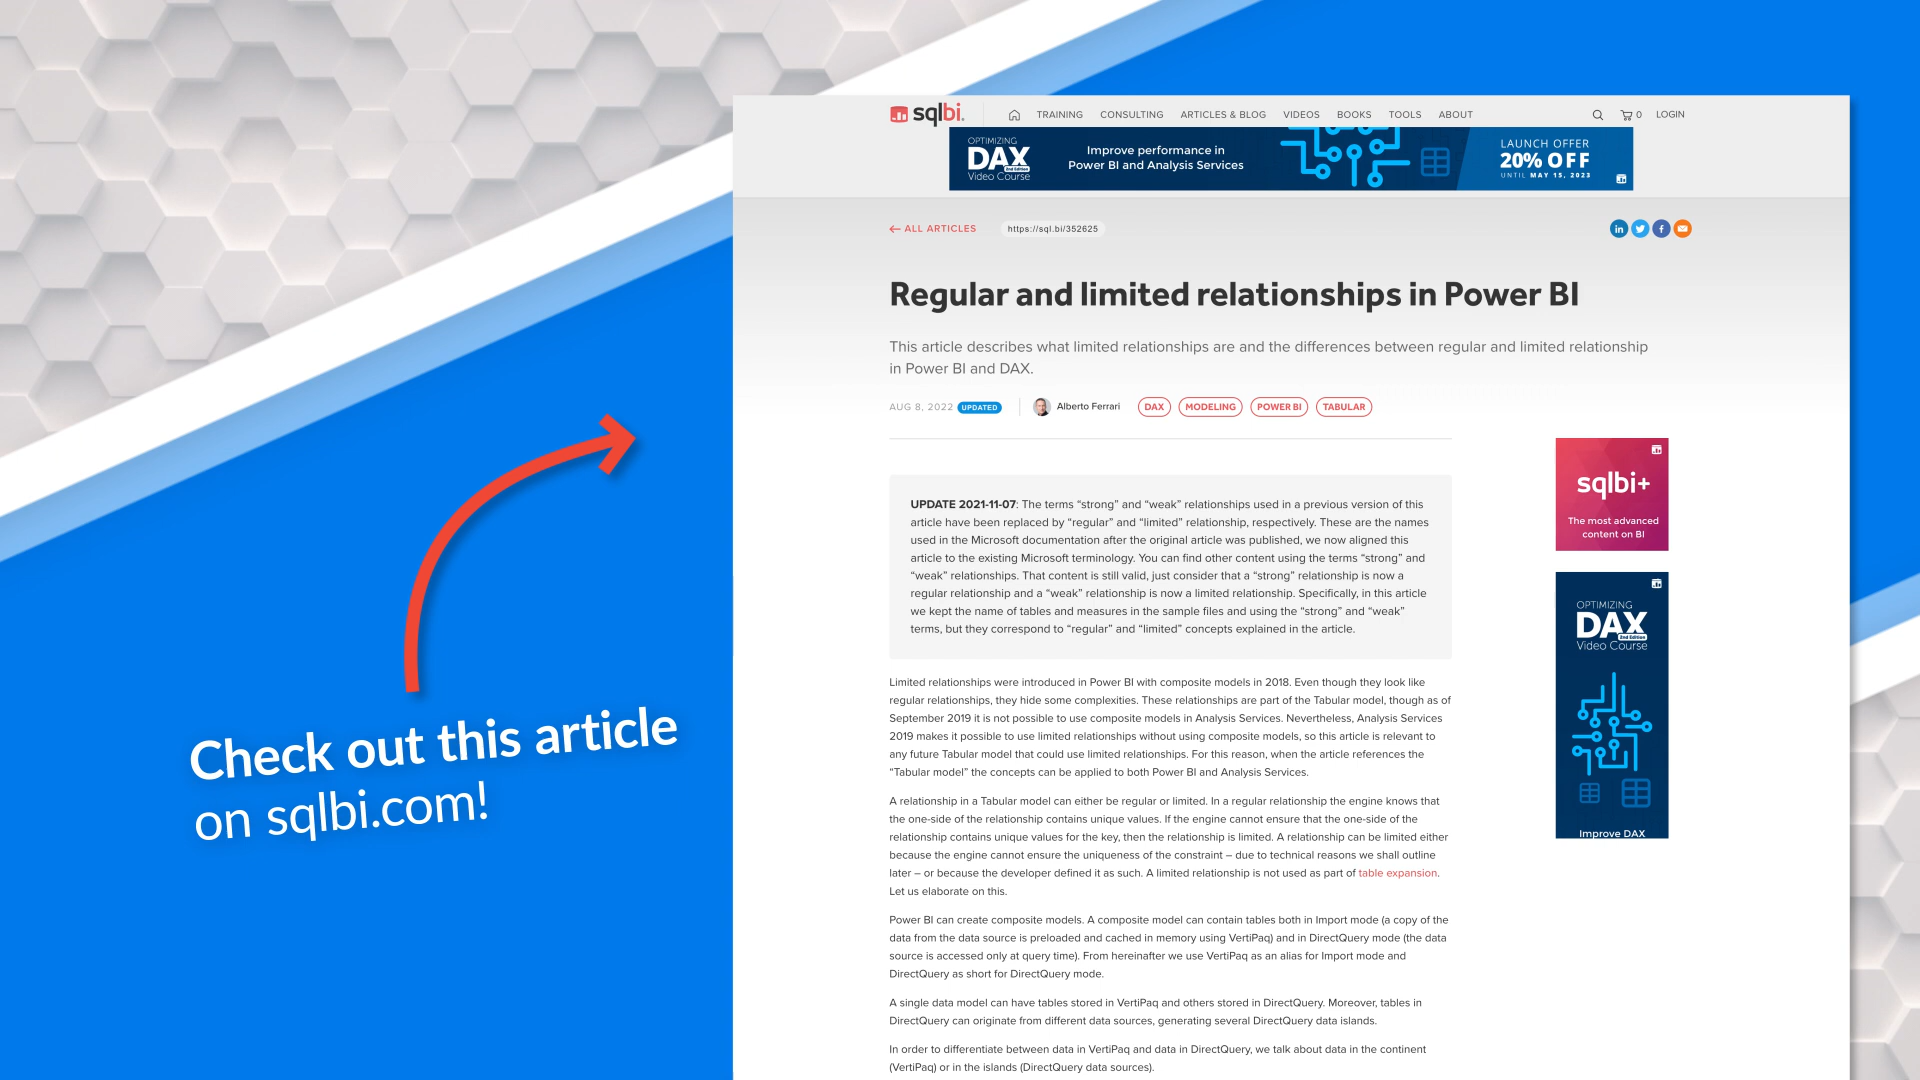 sqlbi.
TRAINING CONSULTING ARTICLES & BLOG VIDEOS BOOKS TOOLS ABOUT 0 LOGIN
OPTIMIZING
DAX
2nd Edition
Video Course
Improve performance in
Power BI and Analysis Services
LAUNCH OFFER
20% OFF
UNTIL MAY 15, 2023
← ALL ARTICLES https://sql.bi/352625
Regular and limited relationships in Power BI
This article describes what limited relationships are and the differences between regular and limited relationship
in Power BI and DAX.
AUG 8, 2022 UPDATED Alberto Ferrari DAX MODELING POWER BI TABULAR
UPDATE 2021-11-07: The terms “strong” and “weak” relationships used in a previous version of this
article have been replaced by “regular” and “limited” relationship, respectively. These are the names
used in the Microsoft documentation after the original article was published, we now aligned this
article to the existing Microsoft terminology. You can find other content using the terms “strong” and
“weak” relationships. That content is still valid, just consider that a “strong” relationship is now a
regular relationship and a “weak” relationship is now a limited relationship. Specifically, in this article
we kept the name of tables and measures in the sample files and using the “strong” and “weak”
terms, but they correspond to “regular” and “limited” concepts explained in the article.
Limited relationships were introduced in Power BI with composite models in 2018. Even though they look like
regular relationships, they hide some complexities. These relationships are part of the Tabular model, though as of
September 2019 it is not possible to use composite models in Analysis Services. Nevertheless, Analysis Services
2019 makes it possible to use limited relationships without using composite models, so this article is relevant to
any future Tabular model that could use limited relationships. For this reason, when the article references the
“Tabular model” the concepts can be applied to both Power BI and Analysis Services.
A relationship in a Tabular model can either be regular or limited. In a regular relationship the engine knows that
the one-side of the relationship contains unique values. If the engine cannot ensure that the one-side of the
relationship contains unique values for the key, then the relationship is limited. A relationship can be limited either
because the engine cannot ensure the uniqueness of the constraint – due to technical reasons we shall outline
later – or because the developer defined it as such. A limited relationship is not used as part of table expansion.
Let us elaborate on this.
Power BI can create composite models. A composite model can contain tables both in Import mode (a copy of the
data from the data source is preloaded and cached in memory using VertiPaq) and in DirectQuery mode (the data
source is accessed only at query time). From hereinafter we use VertiPaq as an alias for Import mode and
DirectQuery as short for DirectQuery mode.
A single data model can have tables stored in VertiPaq and others stored in DirectQuery. Moreover, tables in
DirectQuery can originate from different data sources, generating several DirectQuery data islands.
In order to differentiate between data in VertiPaq and data in DirectQuery, we talk about data in the continent
(VertiPaq) or in the islands (DirectQuery data sources).
sqlbi+
The most advanced
content on BI
OPTIMIZING
DAX
2nd Edition
Video Course
Improve DAX
Check out this article
on sqlbi.com!